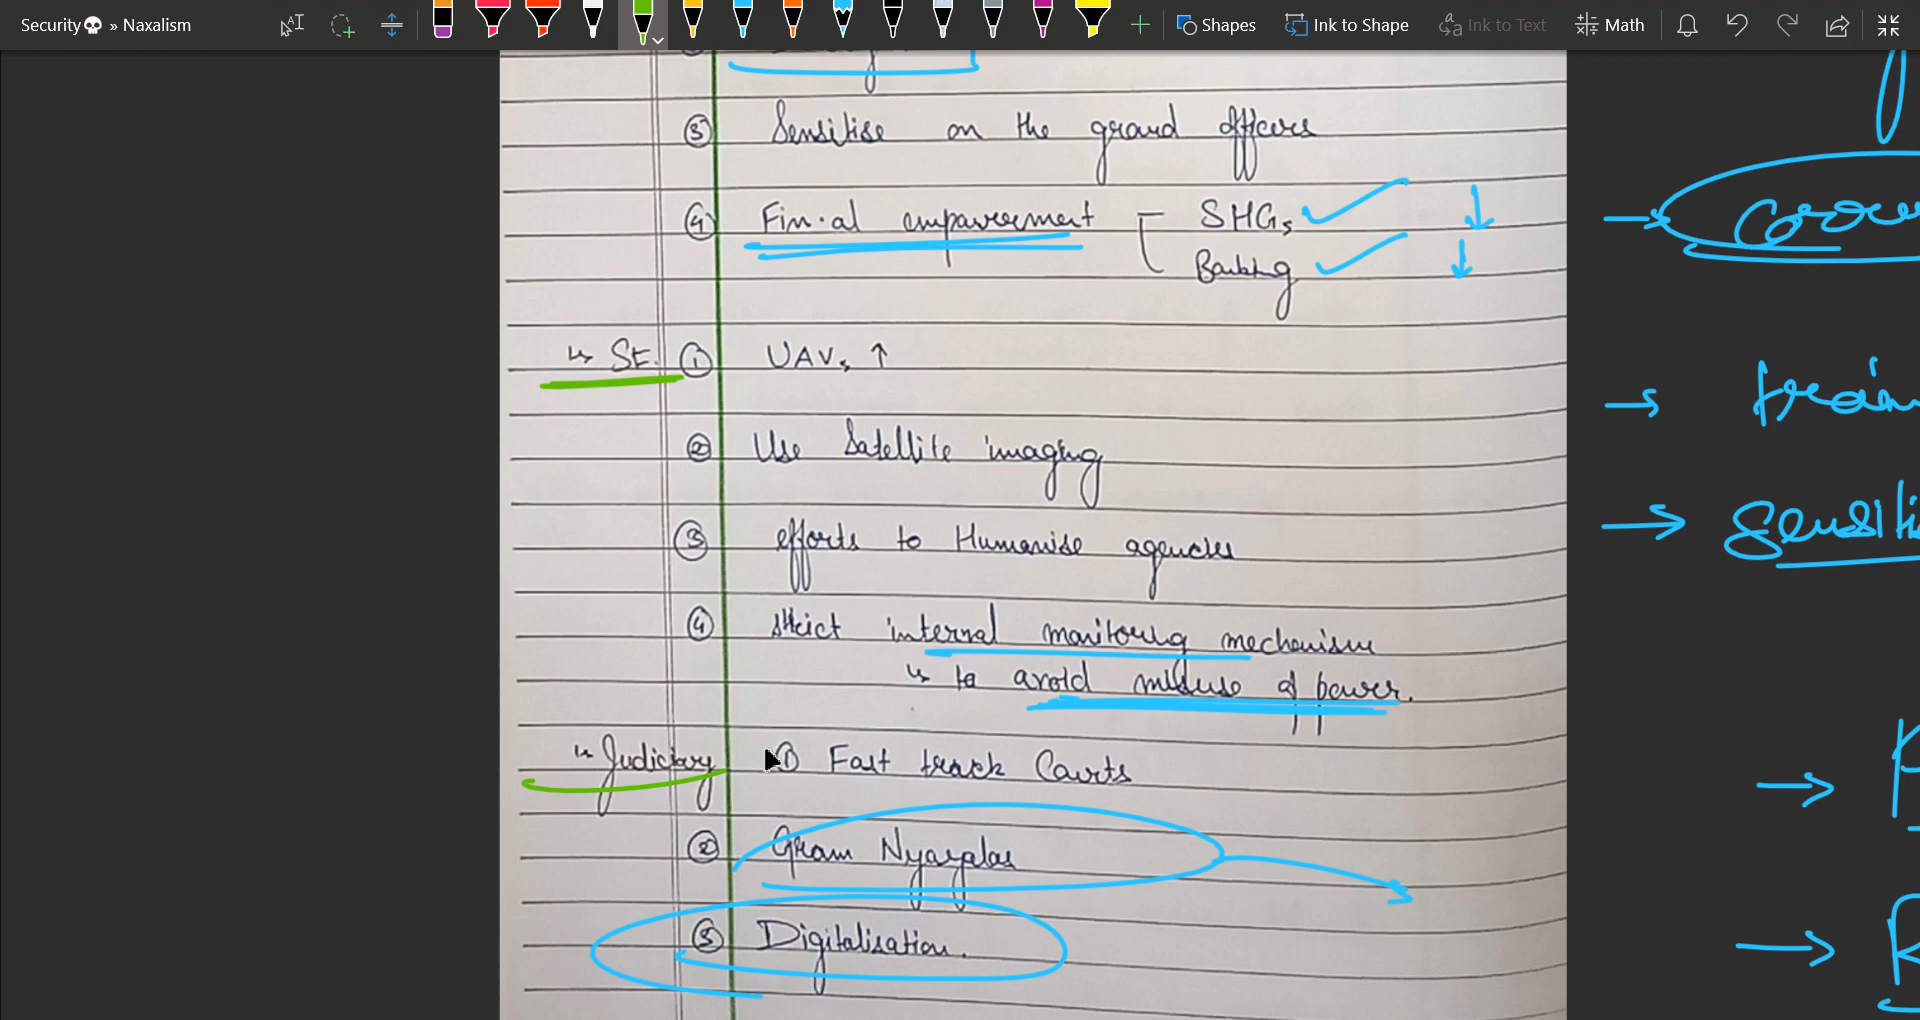 Security💀 » Naxalism
Shapes Ink to Shape Ink to Text Math
③ Sensitise on the ground officers
④ Fin.al empowerment SHGs
Banking
↳ SF. ① UAVs ↑
② Use Satellite imaging
③ efforts to Humanise agencies
④ strict internal monitoring mechanism
↳ to avoid misuse of power.
↳ Judiciary ① Fast track Courts
② Gram Nyayalas
③ Digitalisation.